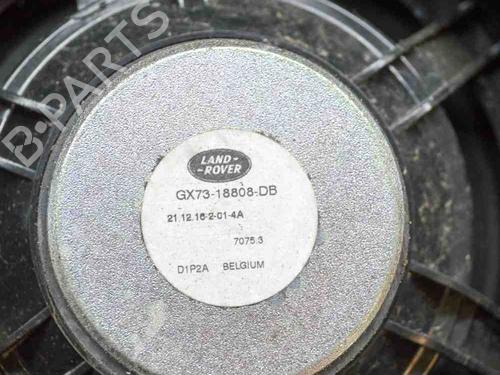 B-PARTS
LAND-
-ROVER
GX73-18808-DB
21.12.16 2-01-4A
7075.3
D1P2A BELGIUM